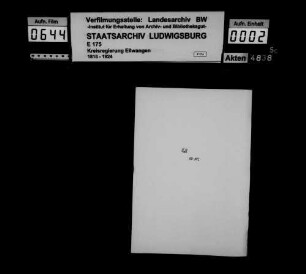 Aufn. Film
0644
Verfilmungsstelle: Landesarchiv BW
-Institut für Erhaltung von Archiv- und Bibliotheksgut-
STAATSARCHIV LUDWIGSBURG
E 175
Kreisregierung Ellwangen
1818 - 1924
Aufn. Einheit
0002
Akten 4838